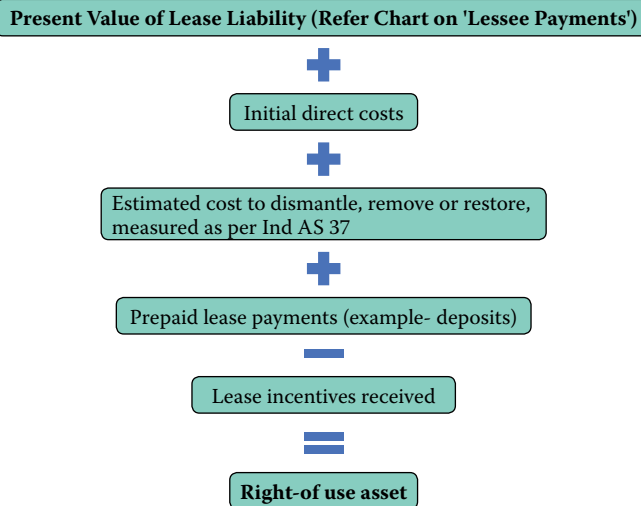 Present Value of Lease Liability (Refer Chart on 'Lessee Payments')
+
Initial direct costs
+
Estimated cost to dismantle, remove or restore,
measured as per Ind AS 37
+
Prepaid lease payments (example- deposits)
−
Lease incentives received
=
Right-of use asset